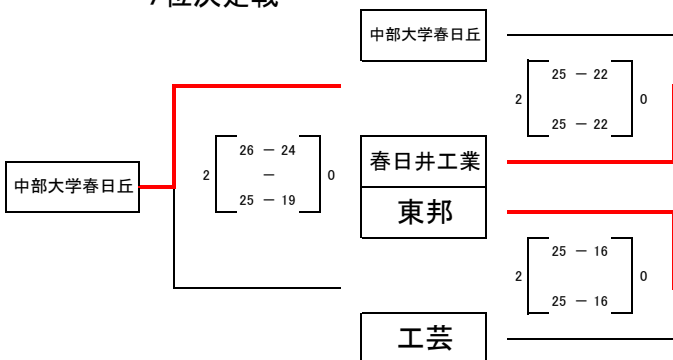 7位決定戦
中部大学春日丘
25 － 22
2 0
25 － 22
26 － 24
2 － 0
25 － 19
春日井工業
中部大学春日丘
東邦
25 － 16
2 0
25 － 16
工芸